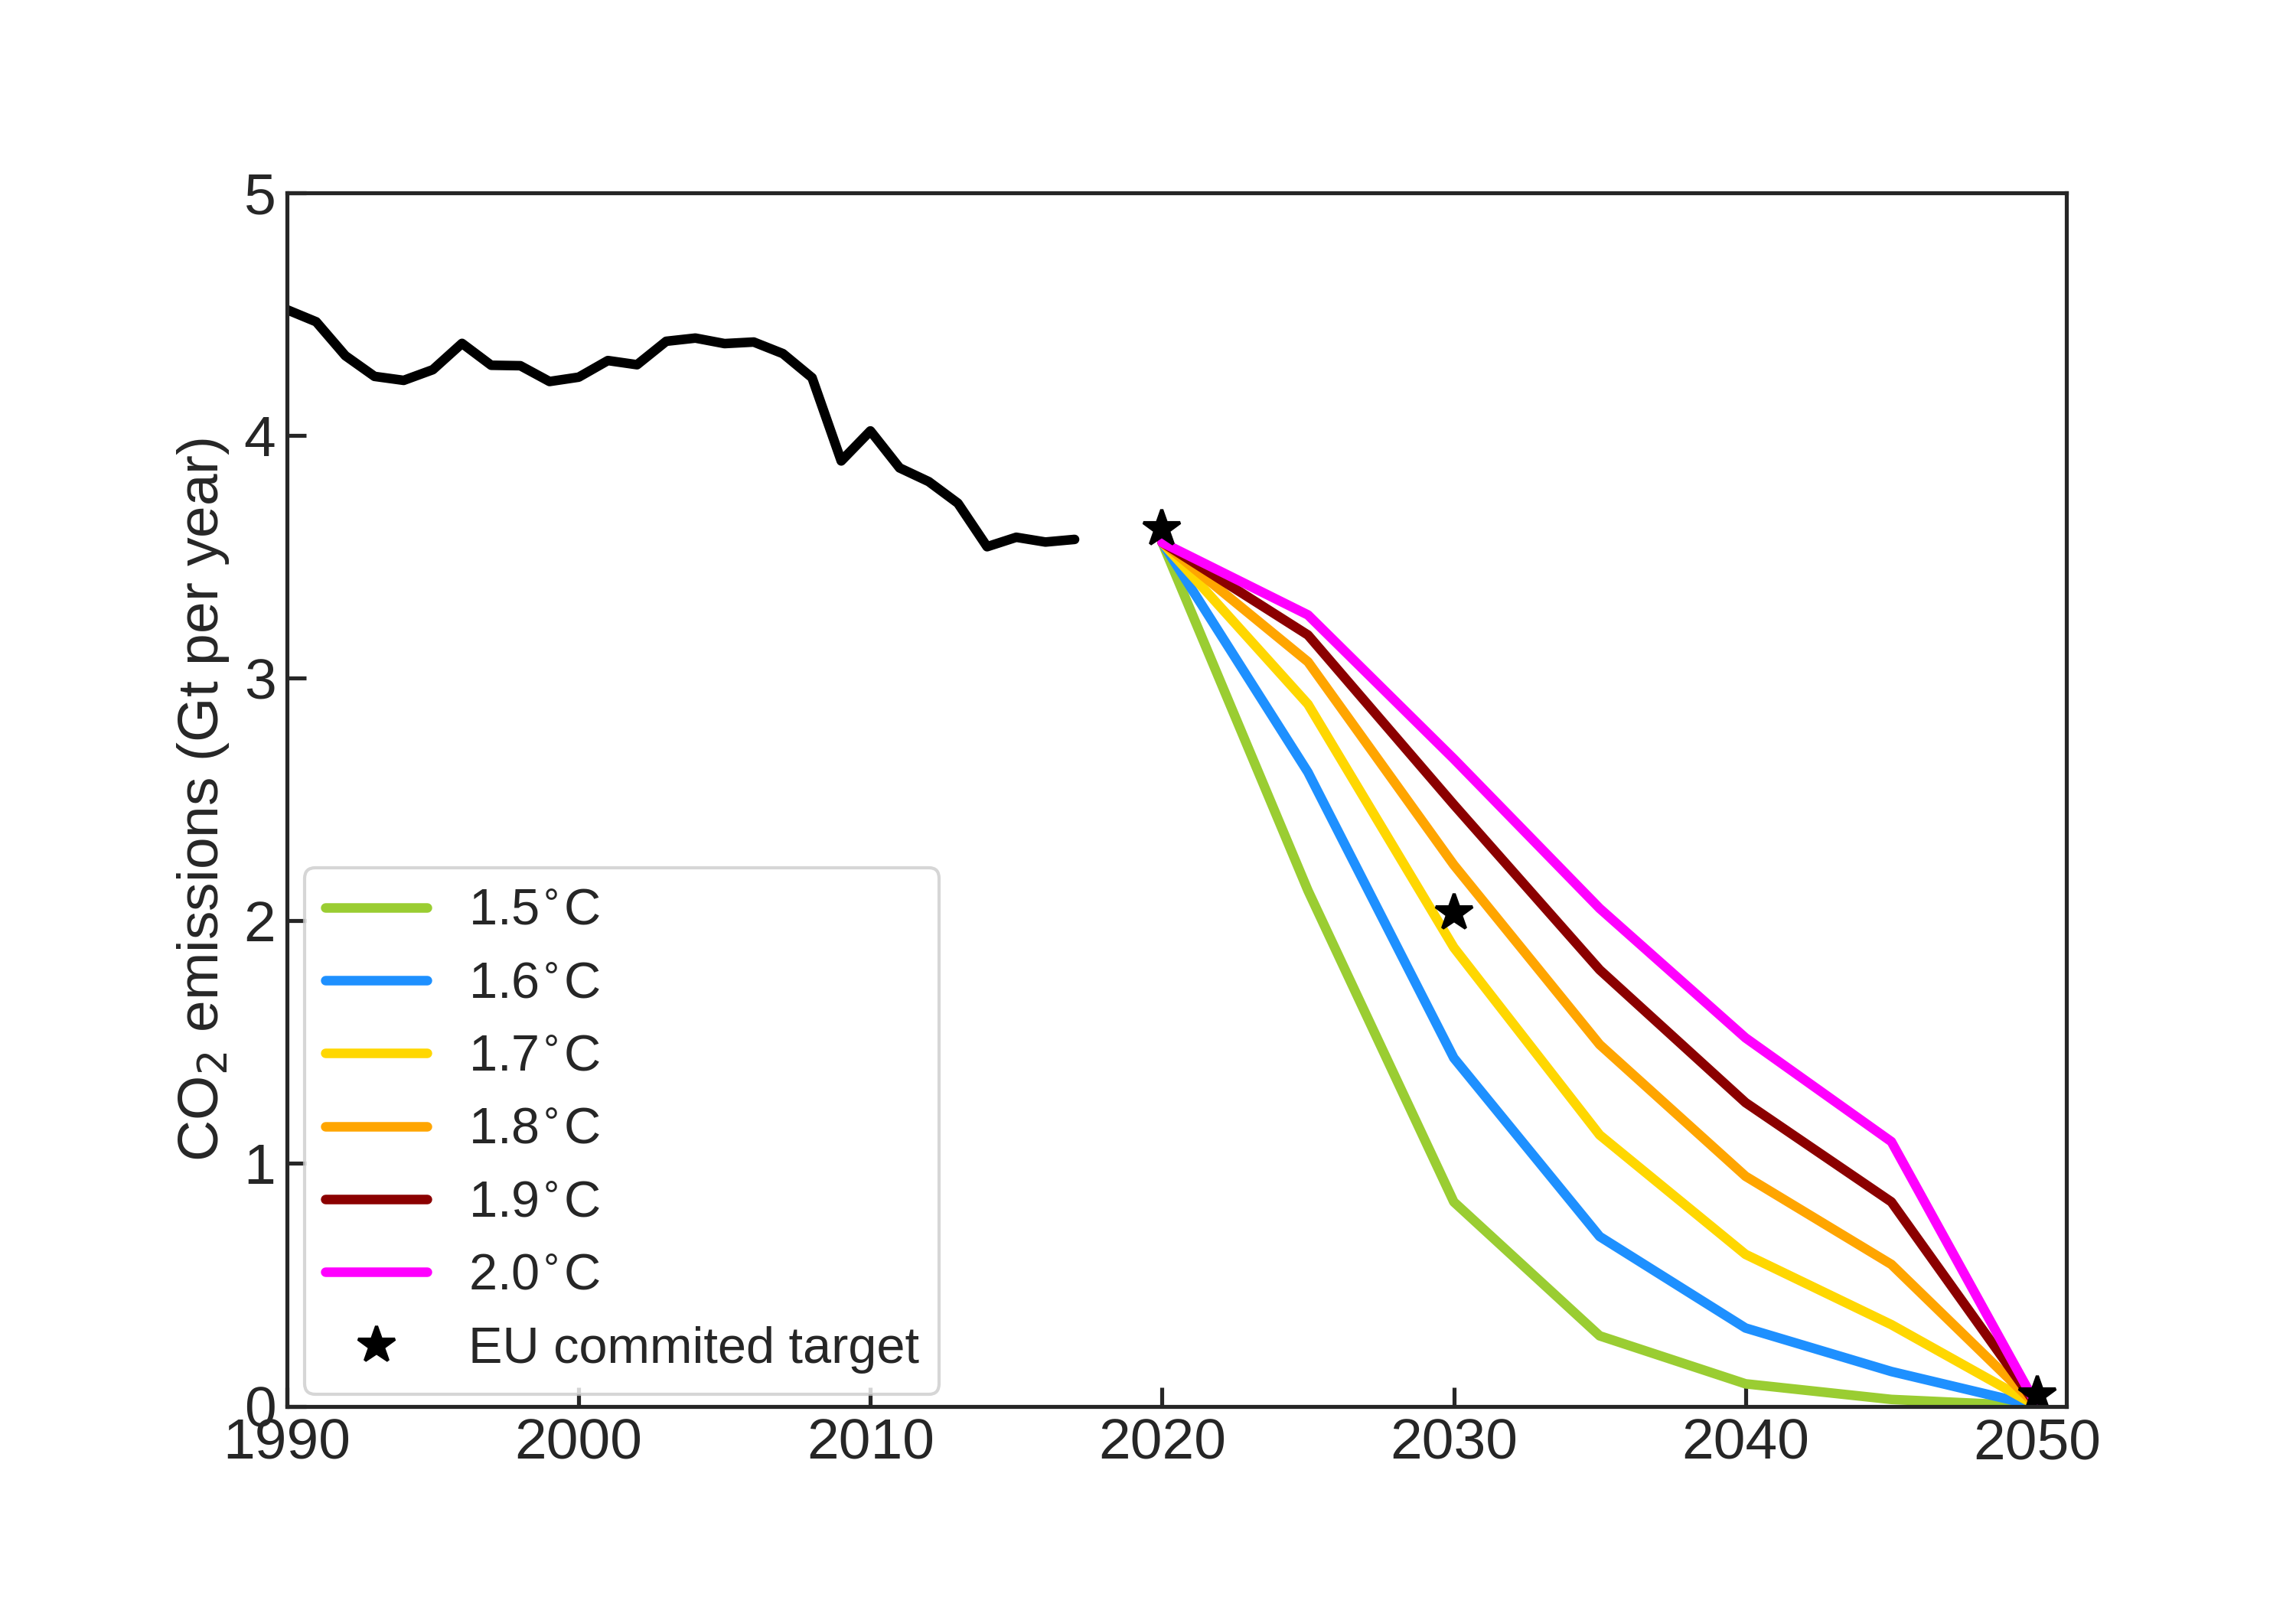 CO₂ emissions (Gt per year)
5
4
3
2
1
0
1.5°C
1.6°C
1.7°C
1.8°C
1.9°C
2.0°C
EU commited target
1990 2000 2010 2020 2030 2040 2050